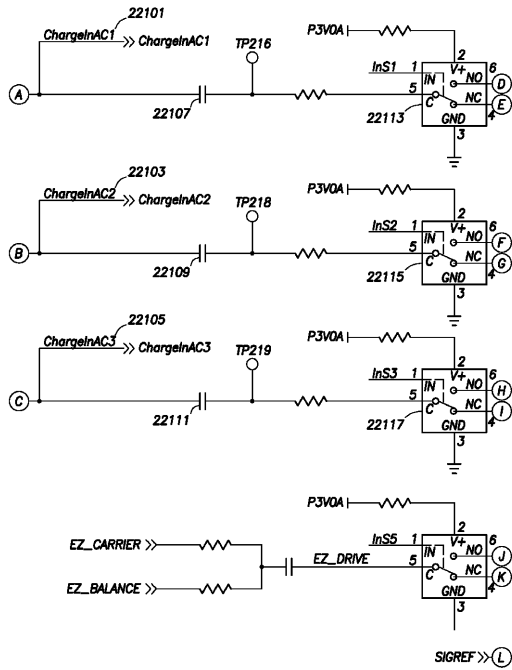 22101
ChargeInAC1 >> ChargeInAC1
TP216
P3V0A
InS1 1
2
V+
6
IN
NO
D
A
5
C
NC
E
4
22107
22113
GND
3
22103
ChargeInAC2 >> ChargeInAC2
TP218
P3V0A
InS2 1
2
V+
6
IN
NO
F
B
5
C
NC
G
4
22109
22115
GND
3
22105
ChargeInAC3 >> ChargeInAC3
TP219
P3V0A
InS3 1
2
V+
6
IN
NO
H
C
5
C
NC
I
4
22111
22117
GND
3
P3V0A
EZ_CARRIER >>
InS5 1
2
V+
6
IN
NO
J
EZ_DRIVE
5
C
NC
K
4
EZ_BALANCE >>
GND
3
SIGREF >> L